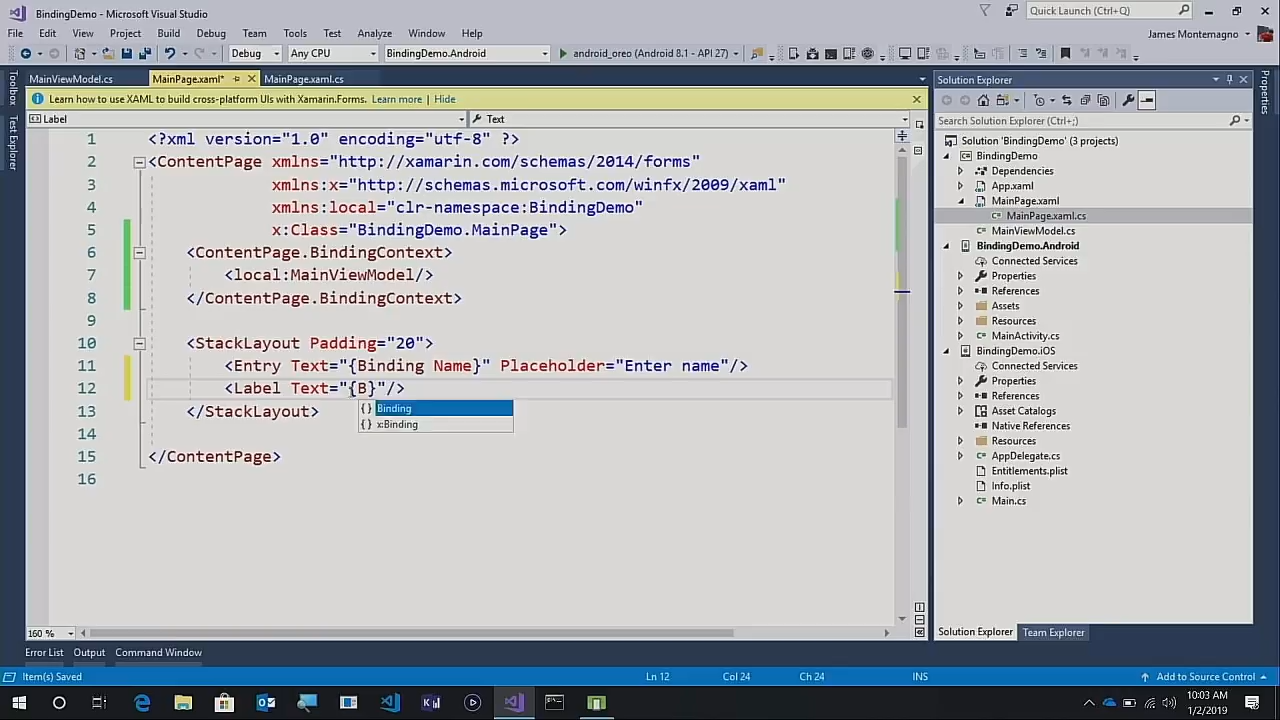 BindingDemo - Microsoft Visual Studio
Quick Launch (Ctrl+Q)
File Edit View Project Build Debug Team Tools Test Analyze Window Help
James Montemagno
Debug Any CPU BindingDemo.Android android_oreo (Android 8.1 - API 27)
Toolbox
Test Explorer
MainViewModel.cs MainPage.xaml* MainPage.xaml.cs
Learn how to use XAML to build cross-platform UIs with Xamarin.Forms. Learn more | Hide
Label Text
1 <?xml version="1.0" encoding="utf-8" ?>
2 <ContentPage xmlns="http://xamarin.com/schemas/2014/forms"
3 xmlns:x="http://schemas.microsoft.com/winfx/2009/xaml"
4 xmlns:local="clr-namespace:BindingDemo"
5 x:Class="BindingDemo.MainPage">
6 <ContentPage.BindingContext>
7 <local:MainViewModel/>
8 </ContentPage.BindingContext>
9
10 <StackLayout Padding="20">
11 <Entry Text="{Binding Name}" Placeholder="Enter name"/>
12 <Label Text="{B}"/>
{} Binding
13 </StackLayout>
{} x:Binding
14
15 </ContentPage>
16
160 %
Solution Explorer
Search Solution Explorer (Ctrl+;)
Solution 'BindingDemo' (3 projects)
BindingDemo
Dependencies
App.xaml
MainPage.xaml
MainPage.xaml.cs
MainViewModel.cs
BindingDemo.Android
Connected Services
Properties
References
Assets
Resources
MainActivity.cs
BindingDemo.iOS
Connected Services
Properties
References
Asset Catalogs
Native References
Resources
AppDelegate.cs
Entitlements.plist
Info.plist
Main.cs
Solution Explorer Team Explorer
Properties
Error List Output Command Window
Item(s) Saved Ln 12 Col 24 Ch 24 INS Add to Source Control
10:03 AM
1/2/2019